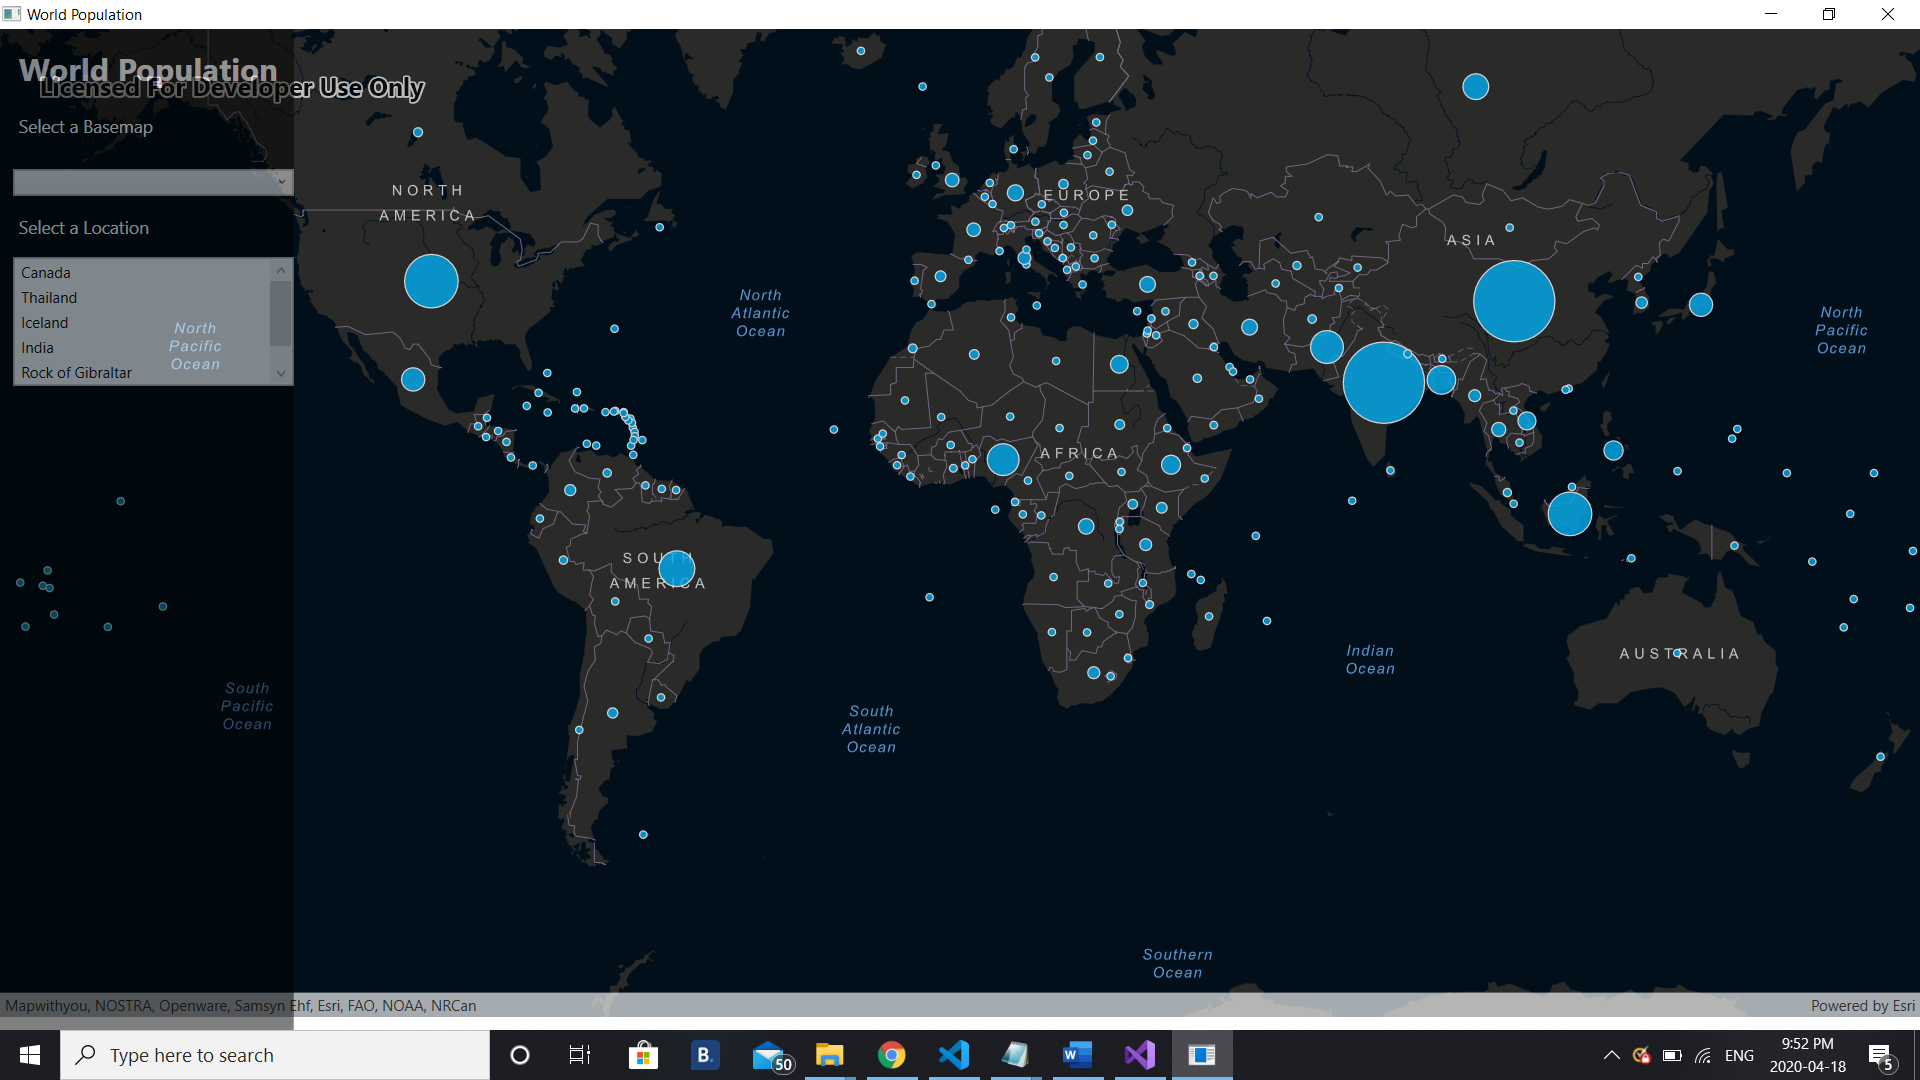 World Population
World Population
Licensed For Developer Use Only
Select a Basemap
Select a Location
Canada
Thailand
Iceland
India
Rock of Gibraltar
North
Pacific
Ocean
NORTH
AMERICA
North
Atlantic
Ocean
EUROPE
ASIA
North
Pacific
Ocean
AFRICA
SOUTH
AMERICA
South
Pacific
Ocean
South
Atlantic
Ocean
Indian
Ocean
AUSTRALIA
Southern
Ocean
Mapwithyou, NOSTRA, Openware, Samsyn Ehf, Esri, FAO, NOAA, NRCan
Powered by Esri
Type here to search
B.
50
W
ENG
9:52 PM
2020-04-18
5